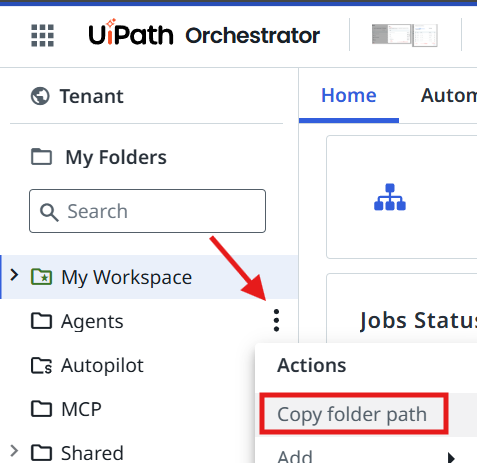 UiPath Orchestrator
Tenant
Home
Autom
My Folders
Search
My Workspace
Agents
Jobs Status
Actions
Autopilot
Copy folder path
MCP
Add
Shared